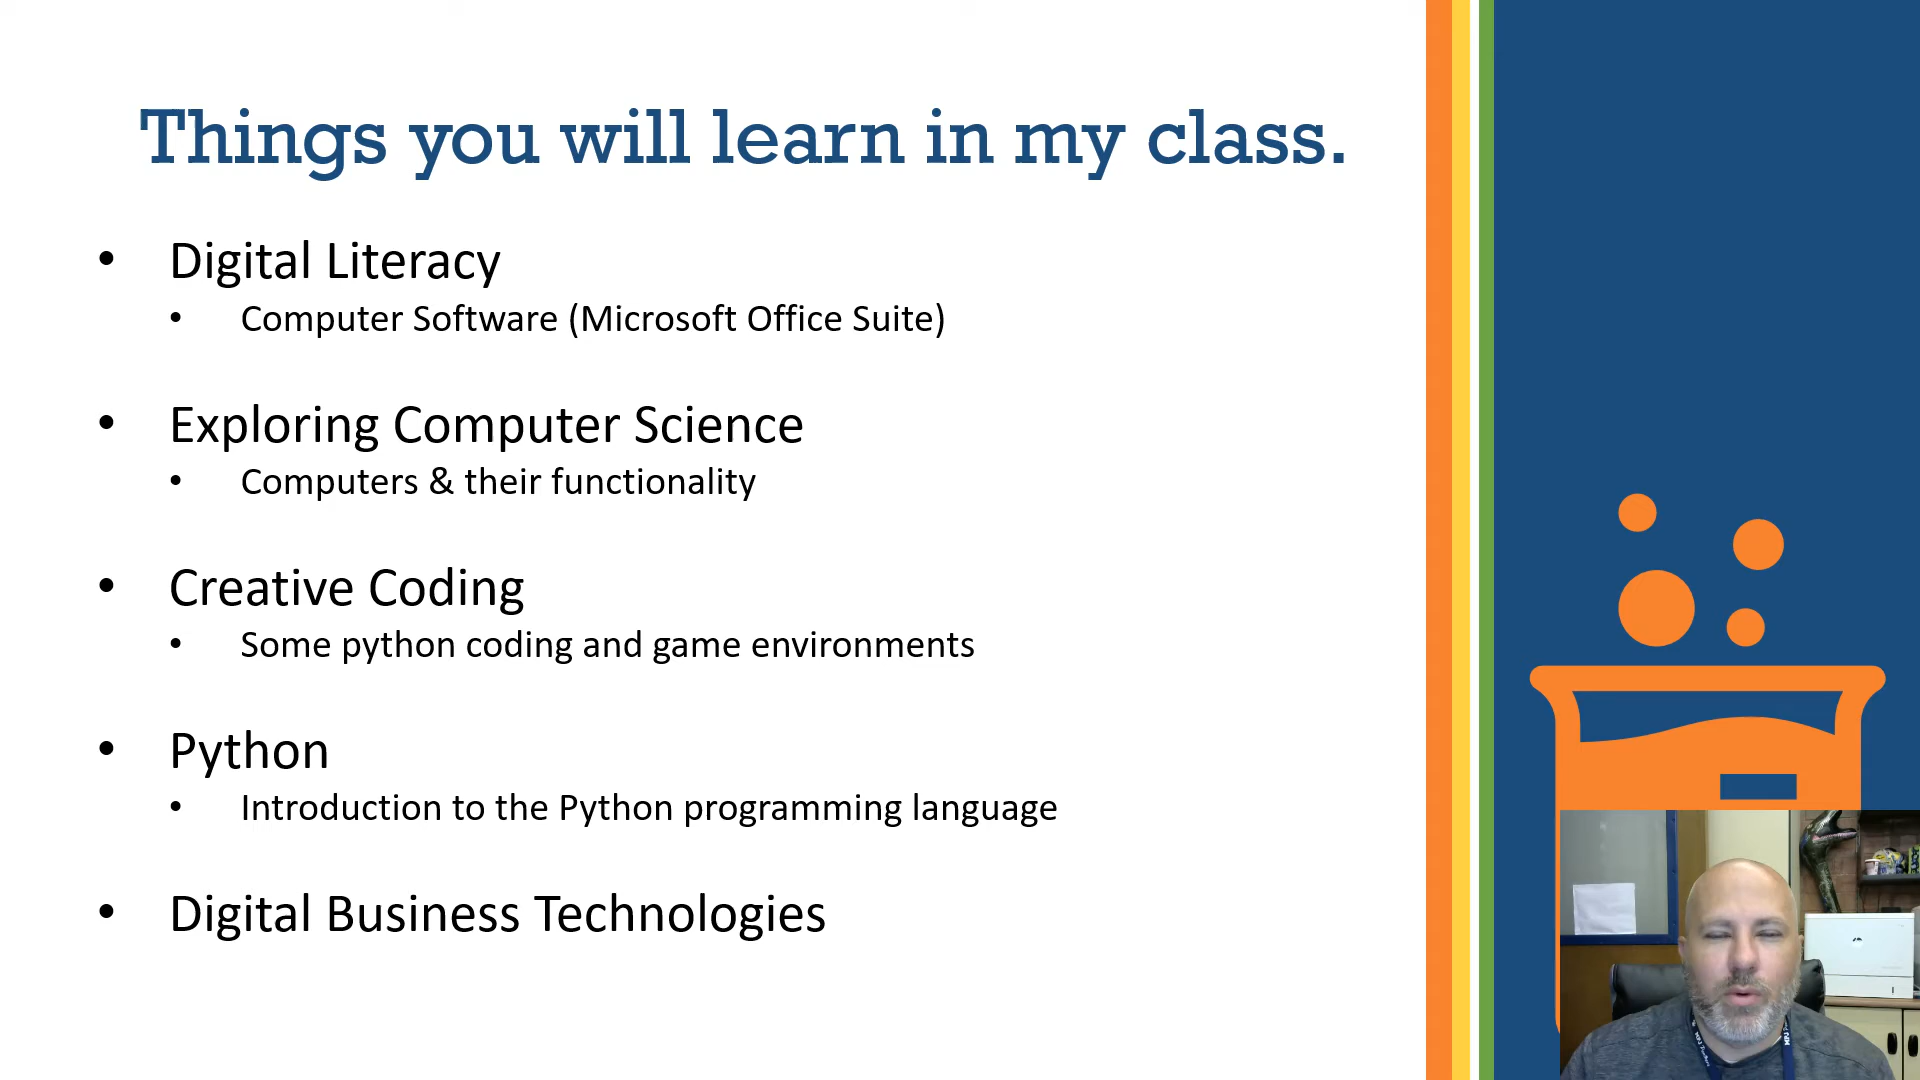 Things you will learn in my class.
• Digital Literacy
• Computer Software (Microsoft Office Suite)
• Exploring Computer Science
• Computers & their functionality
• Creative Coding
• Some python coding and game environments
• Python
• Introduction to the Python programming language
• Digital Business Technologies